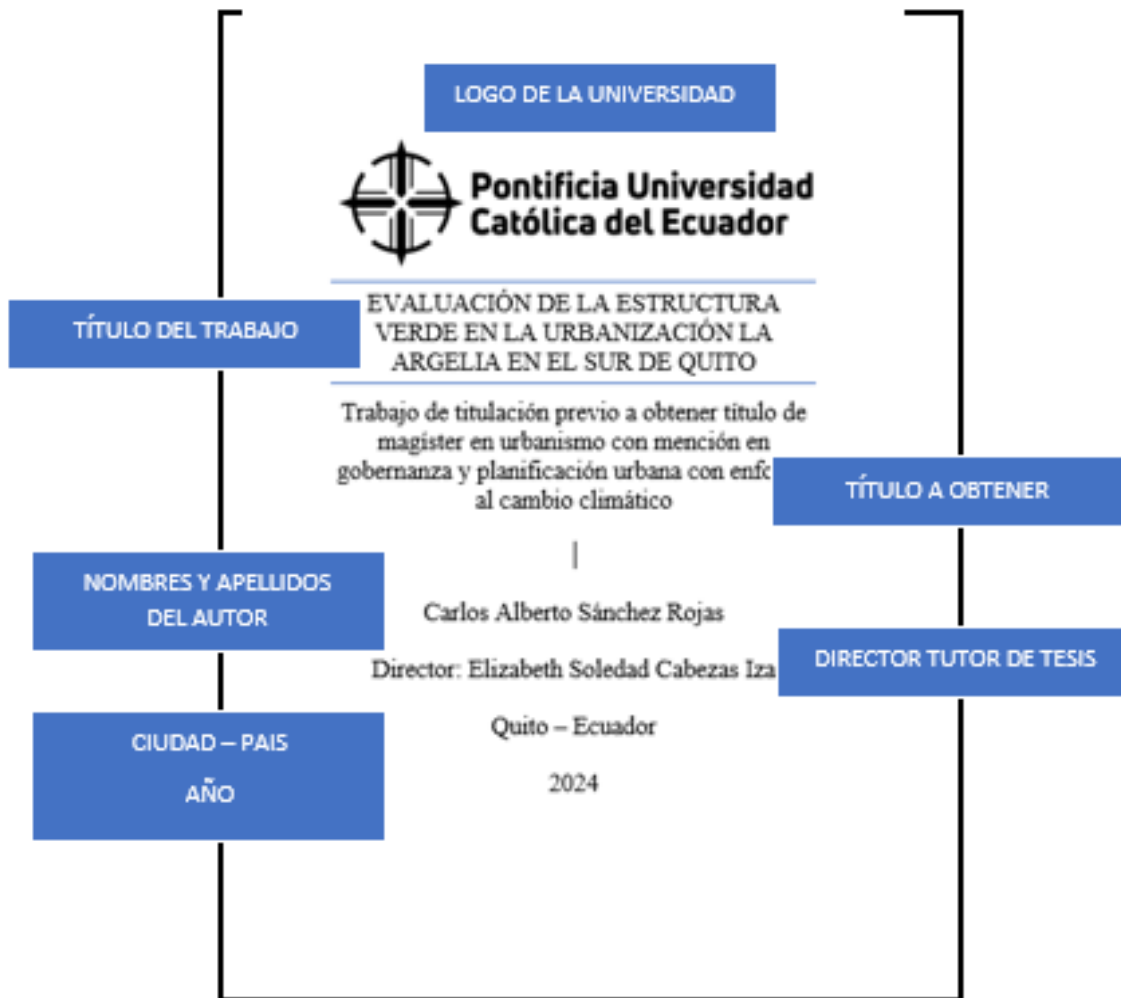 LOGO DE LA UNIVERSIDAD
Pontificia Universidad
Católica del Ecuador
TÍTULO DEL TRABAJO
EVALUACIÓN DE LA ESTRUCTURA
VERDE EN LA URBANIZACIÓN LA
ARGELIA EN EL SUR DE QUITO
Trabajo de titulación previo a obtener título de
magíster en urbanismo con mención en
gobernanza y planificación urbana con
al cambio climático
TÍTULO A OBTENER
NOMBRES Y APELLIDOS
DEL AUTOR
Carlos Alberto Sánchez Rojas
Director: Elizabeth Soledad Cabezas Iza
DIRECTOR TUTOR DE TESIS
CIUDAD – PAIS
AÑO
Quito – Ecuador
2024